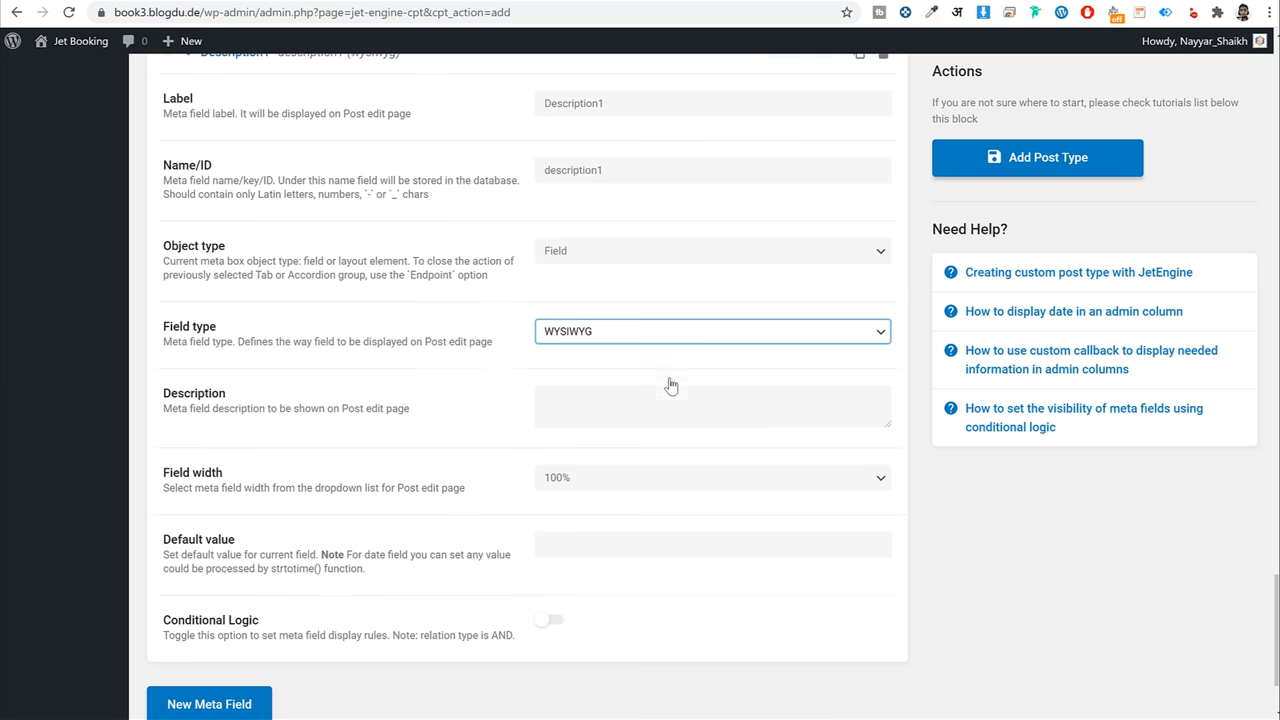 book3.blogdu.de/wp-admin/admin.php?page=jet-engine-cpt&cpt_action=add
अ
off
Jet Booking
0
New
Howdy, Nayyar_Shaikh
Description1 description1 (wysiwyg)
Label
Meta field label. It will be displayed on Post edit page
Description1
Name/ID
Meta field name/key/ID. Under this name field will be stored in the database.
Should contain only Latin letters, numbers, `-` or `_` chars
description1
Object type
Current meta box object type: field or layout element. To close the action of
previously selected Tab or Accordion group, use the `Endpoint` option
Field
Field type
Meta field type. Defines the way field to be displayed on Post edit page
WYSIWYG
Description
Meta field description to be shown on Post edit page
Field width
Select meta field width from the dropdown list for Post edit page
100%
Default value
Set default value for current field. Note For date field you can set any value
could be processed by strtotime() function.
Conditional Logic
Toggle this option to set meta field display rules. Note: relation type is AND.
New Meta Field
Actions
If you are not sure where to start, please check tutorials list below
this block
Add Post Type
Need Help?
Creating custom post type with JetEngine
How to display date in an admin column
How to use custom callback to display needed
information in admin columns
How to set the visibility of meta fields using
conditional logic